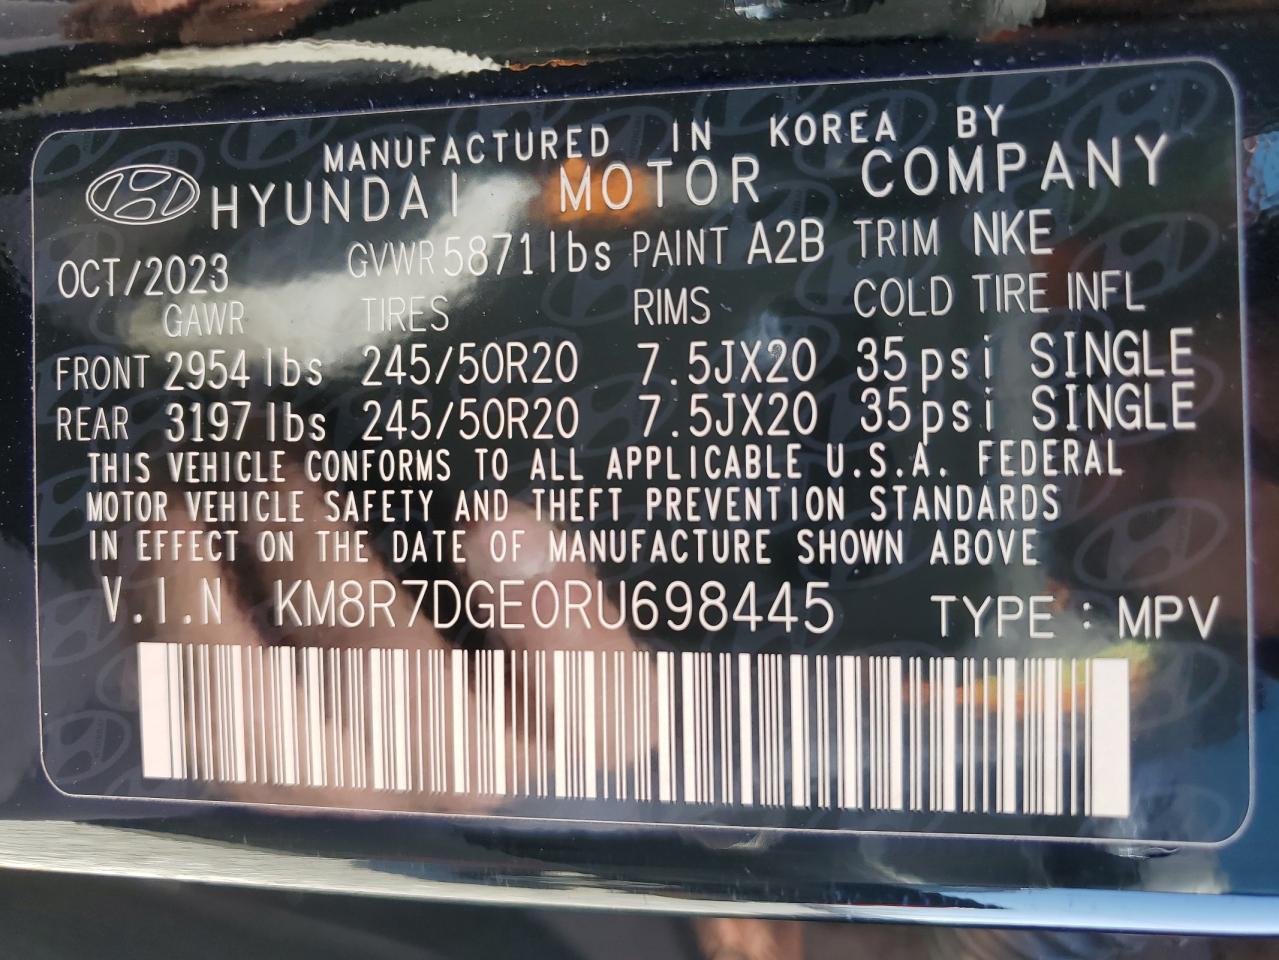 MANUFACTURED IN KOREA BY
HYUNDAI MOTOR COMPANY
OCT/2023 GVWR 5871lbs PAINT A2B TRIM NKE
GAWR TIRES RIMS COLD TIRE INFL
FRONT 2954 lbs 245/50R20 7.5JX20 35psi SINGLE
REAR 3197 lbs 245/50R20 7.5JX20 35psi SINGLE
THIS VEHICLE CONFORMS TO ALL APPLICABLE U.S.A. FEDERAL
MOTOR VEHICLE SAFETY AND THEFT PREVENTION STANDARDS
IN EFFECT ON THE DATE OF MANUFACTURE SHOWN ABOVE
V.I.N KM8R7DGE0RU698445 TYPE : MPV